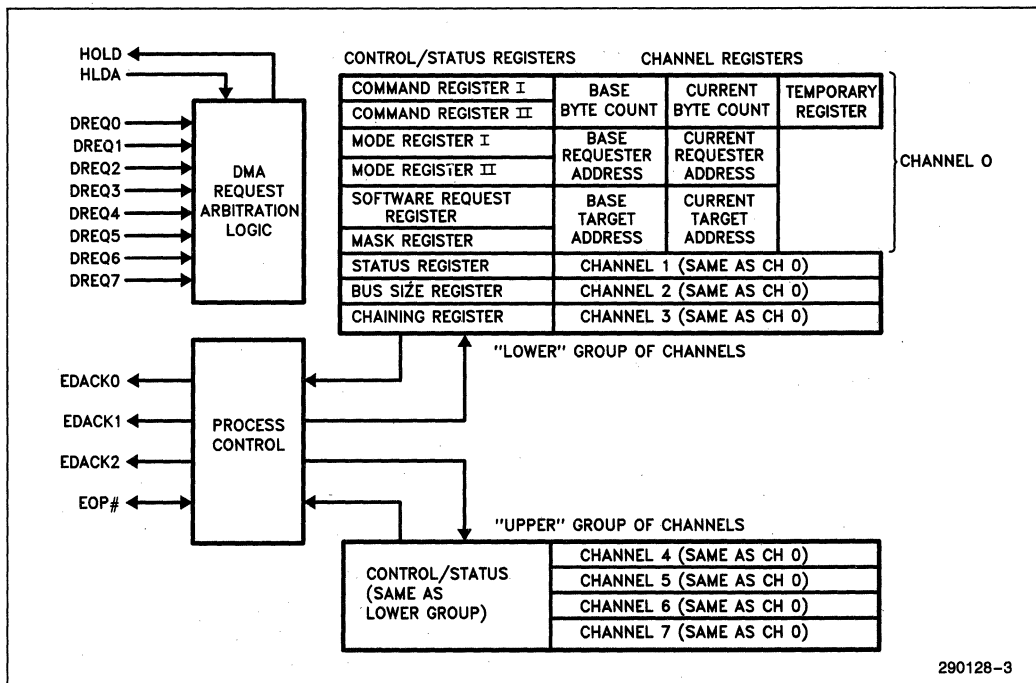 HOLD
HLDA
DREQ0
DREQ1
DREQ2
DREQ3
DREQ4
DREQ5
DREQ6
DREQ7
DMA
REQUEST
ARBITRATION
LOGIC
CONTROL/STATUS REGISTERS
CHANNEL REGISTERS
COMMAND REGISTER I
COMMAND REGISTER II
MODE REGISTER I
MODE REGISTER II
SOFTWARE REQUEST
REGISTER
MASK REGISTER
STATUS REGISTER
BUS SIZE REGISTER
CHAINING REGISTER
BASE
BYTE COUNT
CURRENT
BYTE COUNT
TEMPORARY
REGISTER
BASE
REQUESTER
ADDRESS
CURRENT
REQUESTER
ADDRESS
BASE
TARGET
ADDRESS
CURRENT
TARGET
ADDRESS
CHANNEL 0
CHANNEL 1 (SAME AS CH 0)
CHANNEL 2 (SAME AS CH 0)
CHANNEL 3 (SAME AS CH 0)
"LOWER" GROUP OF CHANNELS
EDACK0
EDACK1
EDACK2
EOP#
PROCESS
CONTROL
"UPPER" GROUP OF CHANNELS
CONTROL/STATUS
(SAME AS
LOWER GROUP)
CHANNEL 4 (SAME AS CH 0)
CHANNEL 5 (SAME AS CH 0)
CHANNEL 6 (SAME AS CH 0)
CHANNEL 7 (SAME AS CH 0)
290128-3